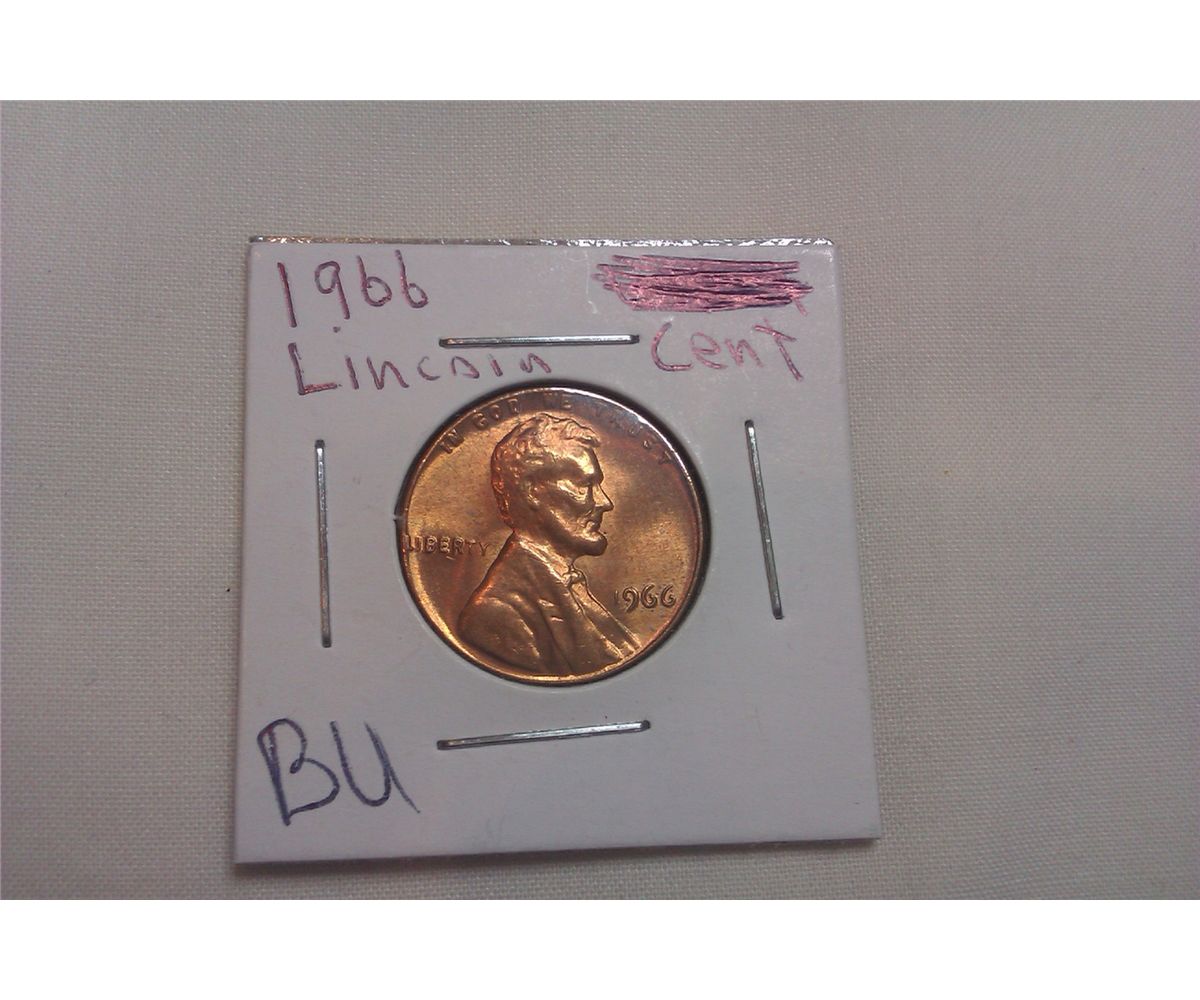 1966
Lincoln Cent
IN GOD WE TRUST
LIBERTY
1966
BU